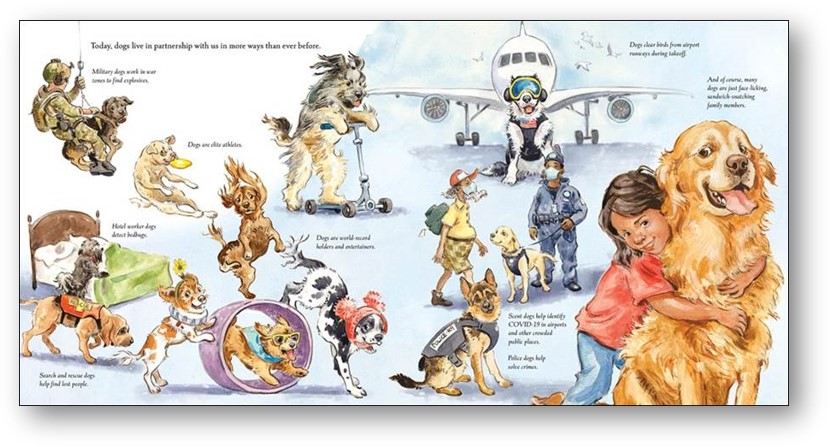 Today, dogs live in partnership with us in more ways than ever before.
Military dogs work in war
zones to find explosives.
Dogs are elite athletes.
Hotel worker dogs
detect bedbugs.
Dogs are world-record
holders and entertainers.
Search and rescue dogs
help find lost people.
Dogs clear birds from airport
runways during takeoff.
And of course, many
dogs are just face-licking,
sandwich-snatching
family members.
Scent dogs help identify
COVID-19 in airports
and other crowded
public places.
Police dogs help
solve crimes.
POLICE K9